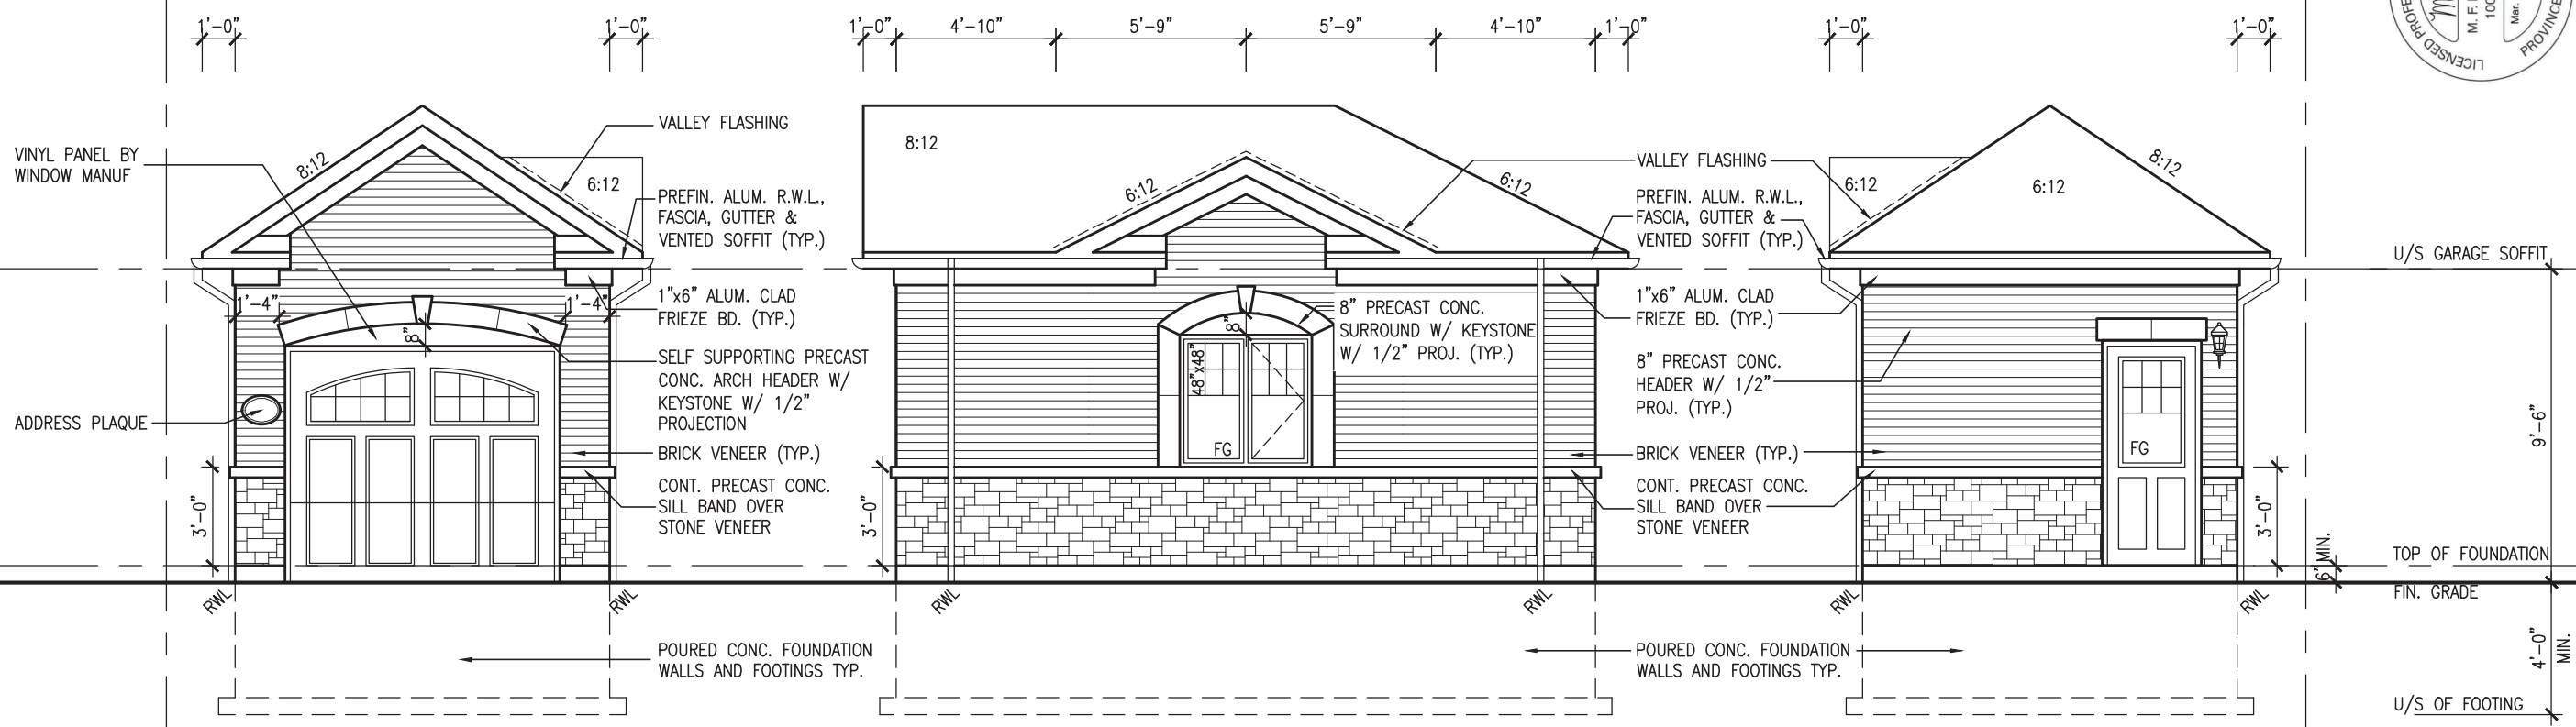 1'-0"
1'-0"
1'-0"
4'-10"
5'-9"
5'-9"
4'-10"
1'-0"
1'-0"
1'-0"
LICENSED PROFE
M. F.
100
Mar.
PROVINCE
VINYL PANEL BY
WINDOW MANUF
8:12
VALLEY FLASHING
6:12
PREFIN. ALUM. R.W.L.,
FASCIA, GUTTER &
VENTED SOFFIT (TYP.)
1'-4"
1'-4"
8"
1"x6" ALUM. CLAD
FRIEZE BD. (TYP.)
SELF SUPPORTING PRECAST
CONC. ARCH HEADER W/
KEYSTONE W/ 1/2"
PROJECTION
ADDRESS PLAQUE
BRICK VENEER (TYP.)
CONT. PRECAST CONC.
SILL BAND OVER
STONE VENEER
3'-0"
RWL
RWL
POURED CONC. FOUNDATION
WALLS AND FOOTINGS TYP.
8:12
6:12
6:12
8"
8" PRECAST CONC.
SURROUND W/ KEYSTONE
W/ 1/2" PROJ. (TYP.)
48"x48"
FG
3'-0"
RWL
RWL
VALLEY FLASHING
PREFIN. ALUM. R.W.L.,
FASCIA, GUTTER &
VENTED SOFFIT (TYP.)
1"x6" ALUM. CLAD
FRIEZE BD. (TYP.)
8" PRECAST CONC.
HEADER W/ 1/2"
PROJ. (TYP.)
BRICK VENEER (TYP.)
CONT. PRECAST CONC.
SILL BAND OVER
STONE VENEER
POURED CONC. FOUNDATION
WALLS AND FOOTINGS TYP.
6:12
6:12
8:12
FG
3'-0"
6" MIN.
RWL
RWL
U/S GARAGE SOFFIT
9'-6"
TOP OF FOUNDATION
FIN. GRADE
4'-0"
MIN.
U/S OF FOOTING